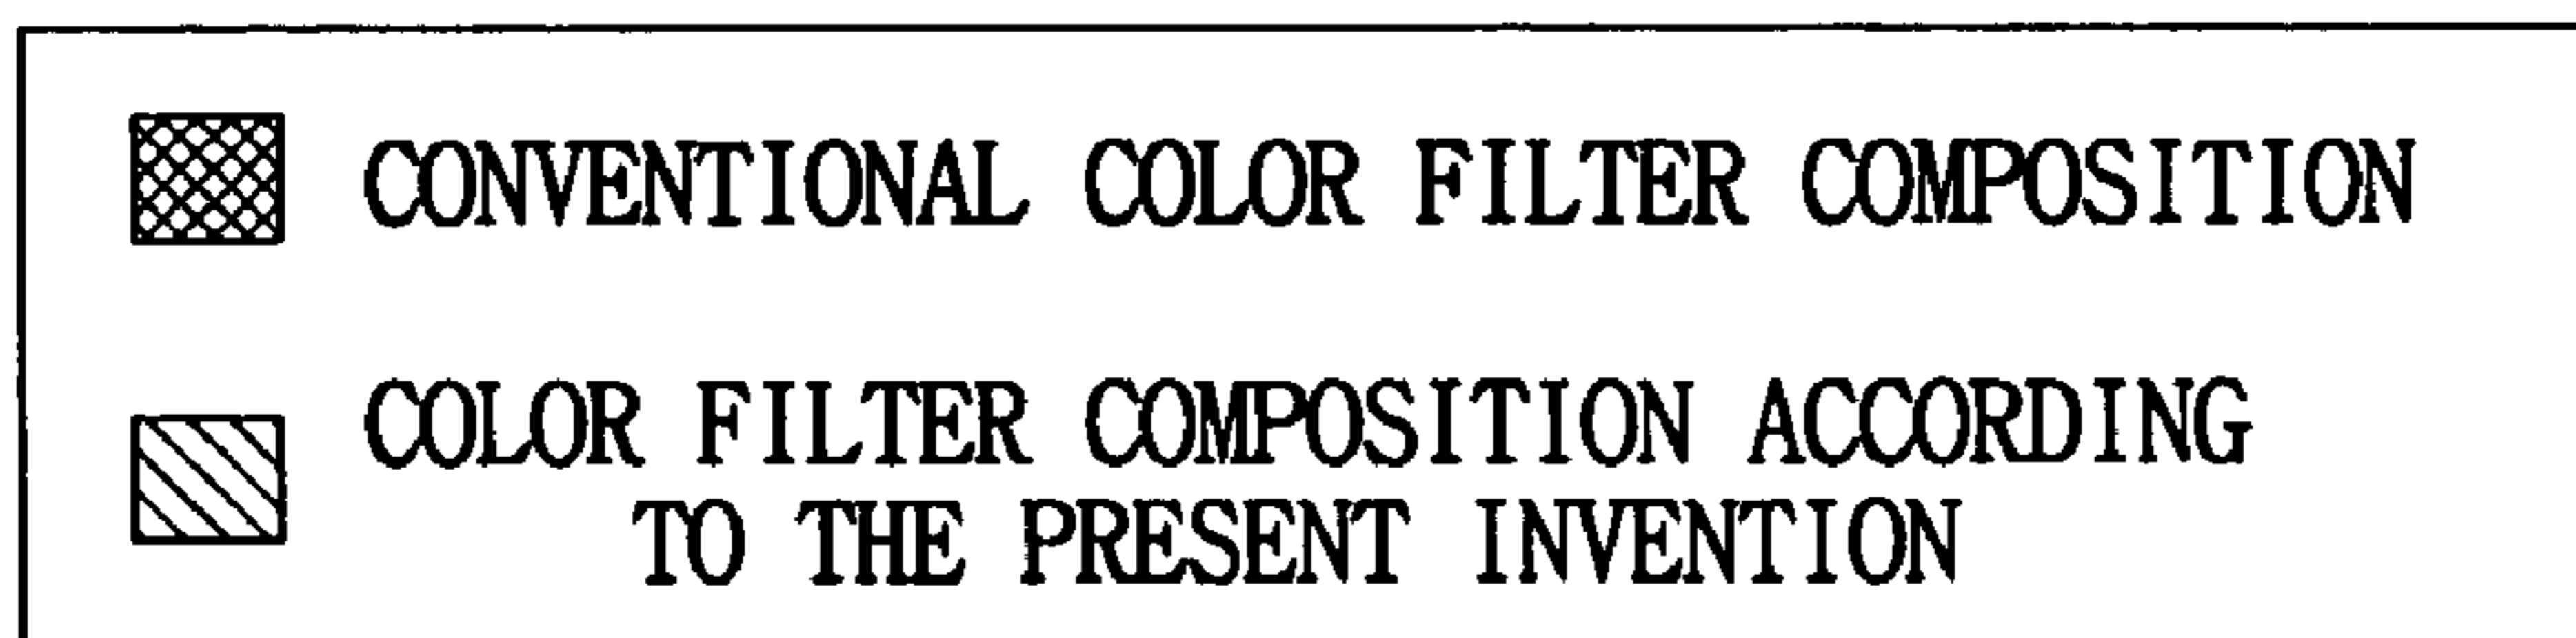 CONVENTIONAL COLOR FILTER COMPOSITION
COLOR FILTER COMPOSITION ACCORDING
TO THE PRESENT INVENTION